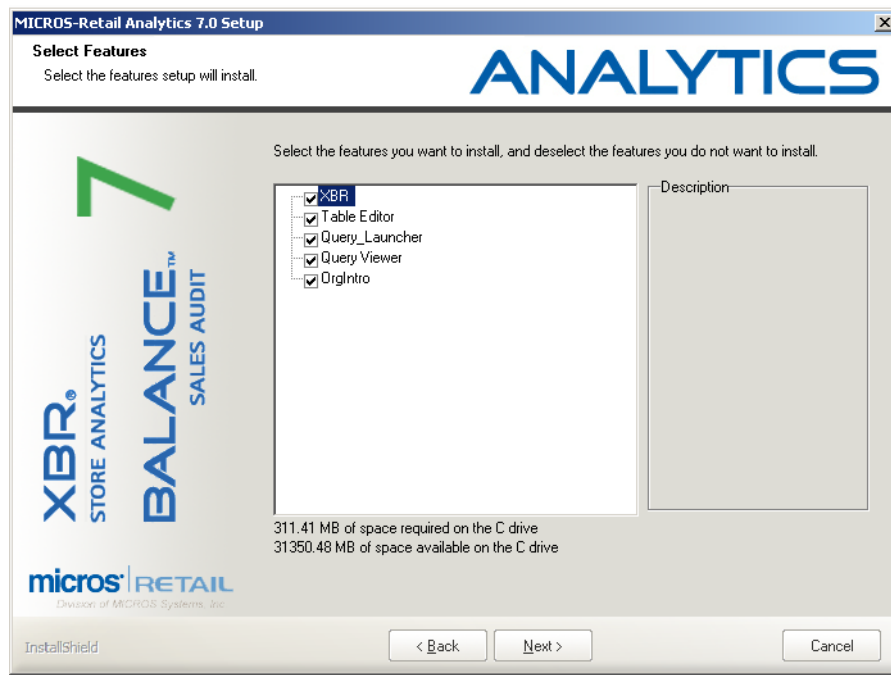 MICROS-Retail Analytics 7.0 Setup
Select Features
Select the features setup will install.
ANALYTICS
Select the features you want to install, and deselect the features you do not want to install.
XBR
Table Editor
Query_Launcher
Query Viewer
OrgIntro
Description
7
XBR®
STORE ANALYTICS
BALANCE™
SALES AUDIT
311.41 MB of space required on the C drive
31350.48 MB of space available on the C drive
micros RETAIL
Division of MICROS Systems, Inc.
InstallShield
< Back
Next >
Cancel